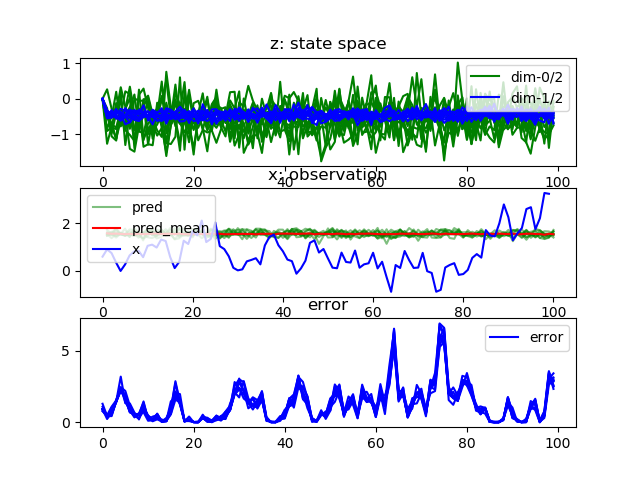 z: state space
1
0
−1
dim-0/2
dim-1/2
0 20 40 60 80 100
x: observation
2
0
pred
pred_mean
x
0 20 40 60 80 100
error
5
0
error
0 20 40 60 80 100